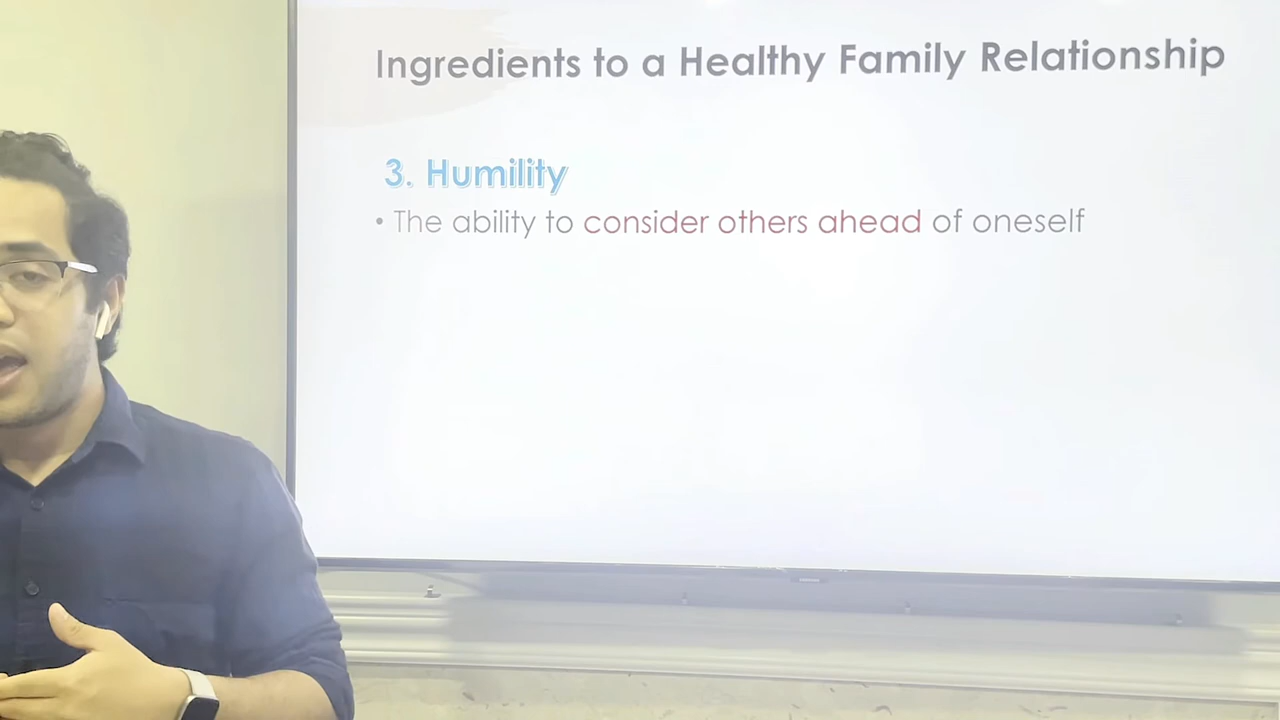 Ingredients to a Healthy Family Relationship
3. Humility
• The ability to consider others ahead of oneself